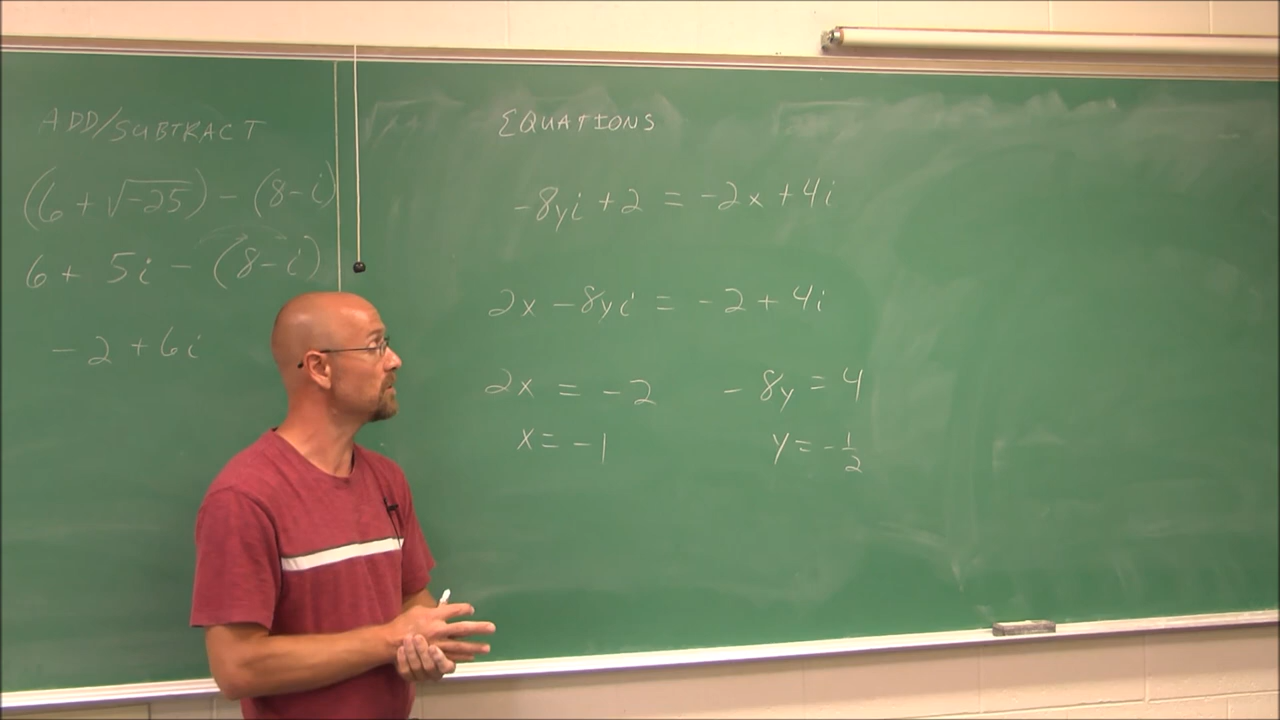 ADD/SUBTRACT
(6 + √-25) - (8 - i)
6 + 5i - (8 - i)
-2 + 6i
EQUATIONS
-8yi + 2 = -2x + 4i
2x - 8yi = -2 + 4i
2x = -2    -8y = 4
x = -1    y = -1/2